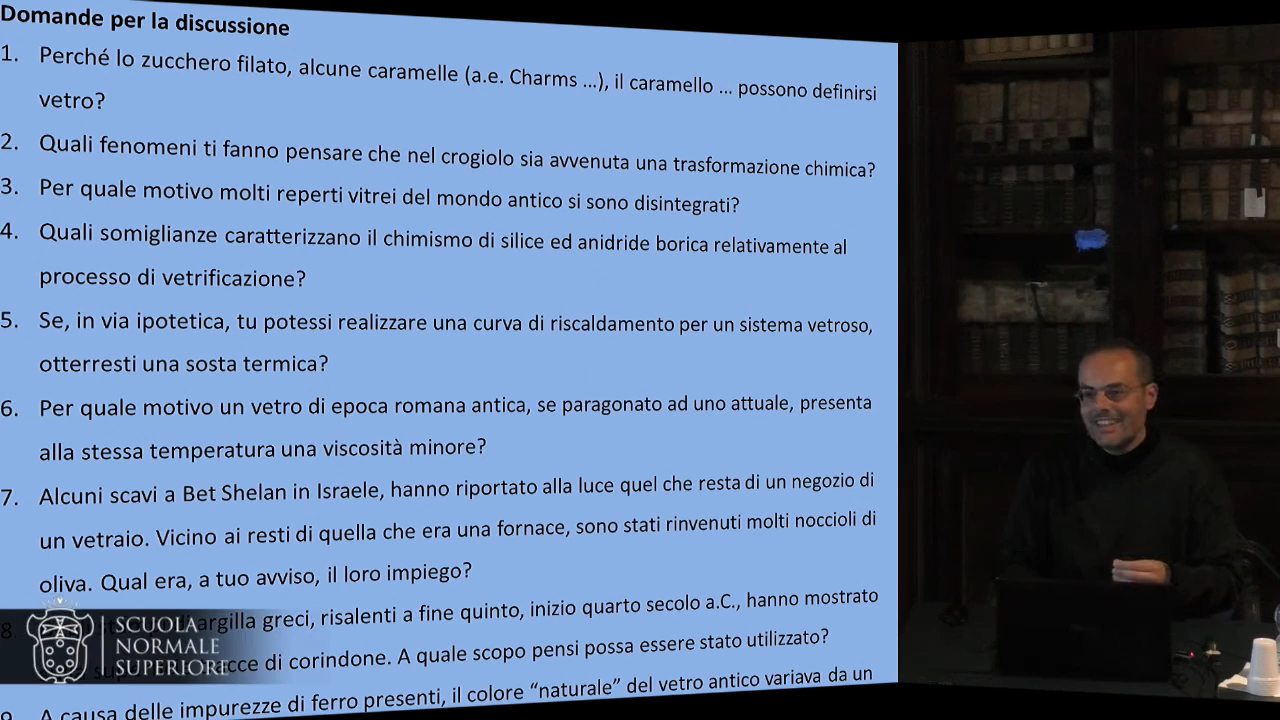 Domande per la discussione
1. Perché lo zucchero filato, alcune caramelle (a.e. Charms ...), il caramello ... possono definirsi
vetro?
2. Quali fenomeni ti fanno pensare che nel crogiolo sia avvenuta una trasformazione chimica?
3. Per quale motivo molti reperti vitrei del mondo antico si sono disintegrati?
4. Quali somiglianze caratterizzano il chimismo di silice ed anidride borica relativamente al
processo di vetrificazione?
5. Se, in via ipotetica, tu potessi realizzare una curva di riscaldamento per un sistema vetroso,
otterresti una sosta termica?
6. Per quale motivo un vetro di epoca romana antica, se paragonato ad uno attuale, presenta
alla stessa temperatura una viscosità minore?
7. Alcuni scavi a Bet Shelan in Israele, hanno riportato alla luce quel che resta di un negozio di
un vetraio. Vicino ai resti di quella che era una fornace, sono stati rinvenuti molti noccioli di
oliva. Qual era, a tuo avviso, il loro impiego?
8. argilla greci, risalenti a fine quinto, inizio quarto secolo a.C., hanno mostrato
di corindone. A quale scopo pensi possa essere stato utilizzato?
9. A causa delle impurezze di ferro presenti, il colore “naturale” del vetro antico variava da un
SCUOLA
NORMALE
SUPERIORE